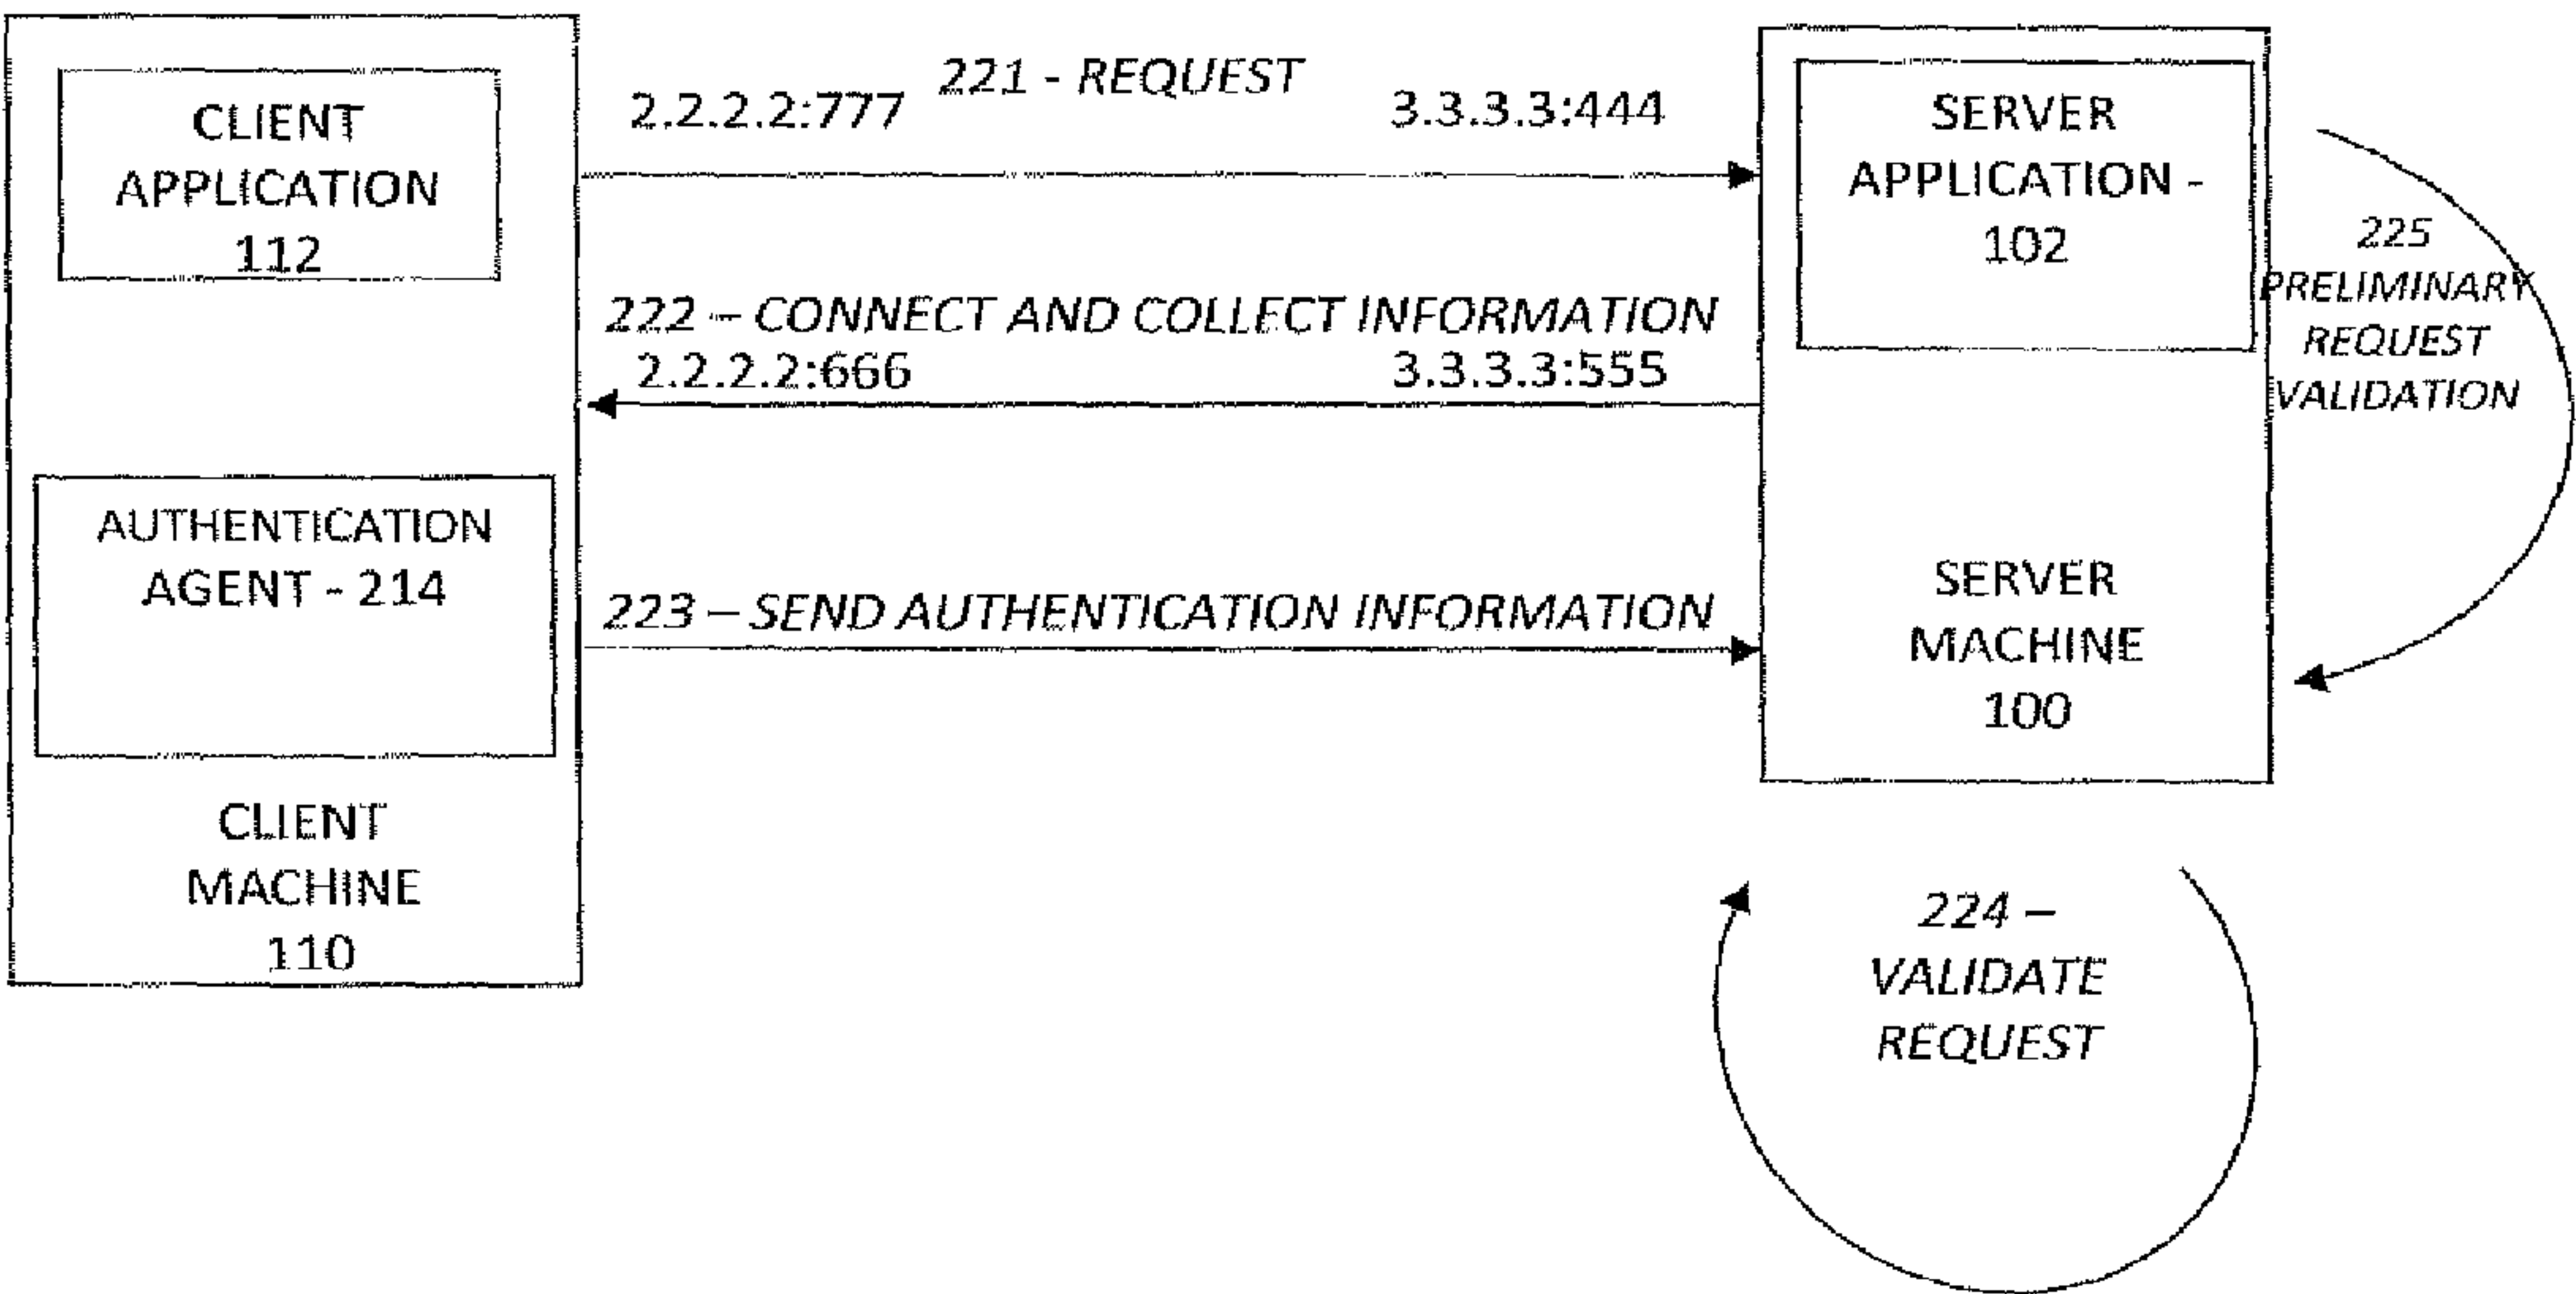 CLIENT
APPLICATION
112
AUTHENTICATION
AGENT - 214
CLIENT
MACHINE
110
221 - REQUEST
2.2.2.2:777
3.3.3.3:444
222 – CONNECT AND COLLECT INFORMATION
2.2.2.2:666
3.3.3.3:555
223 – SEND AUTHENTICATION INFORMATION
SERVER
APPLICATION -
102
SERVER
MACHINE
100
225
PRELIMINARY
REQUEST
VALIDATION
224 –
VALIDATE
REQUEST